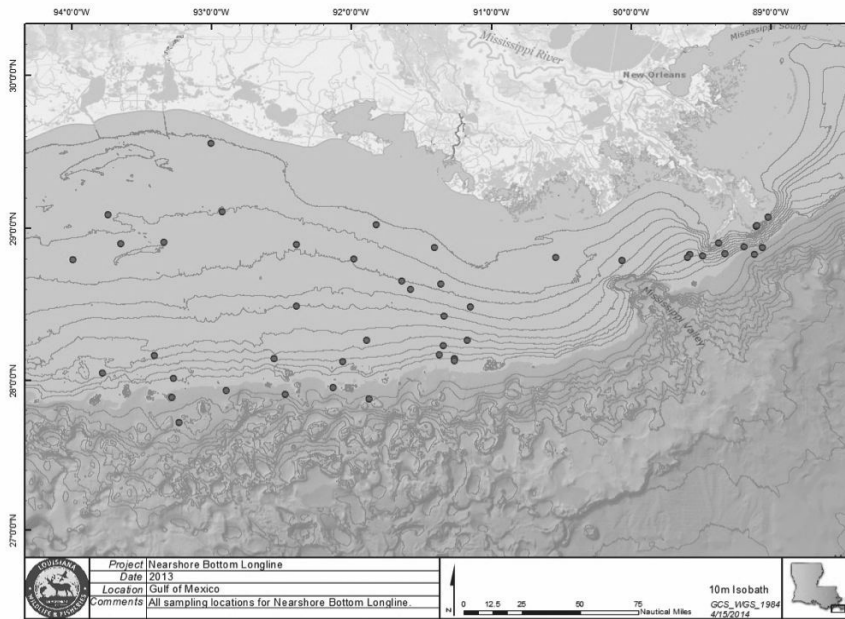 94°0'0"W 93°0'0"W 92°0'0"W 91°0'0"W 90°0'0"W 89°0'0"W
Mississippi Sound
Mississippi River
New Orleans
30°0'0"N
29°0'0"N
Mississippi Valley
28°0'0"N
27°0'0"N
LOUISIANA
WILDLIFE & FISHERIES
Project Nearshore Bottom Longline
Date 2013
Location Gulf of Mexico
Comments All sampling locations for Nearshore Bottom Longline.
N
0 12.5 25 50 75
Nautical Miles
10m Isobath
GCS_WGS_1984
4/15/2014